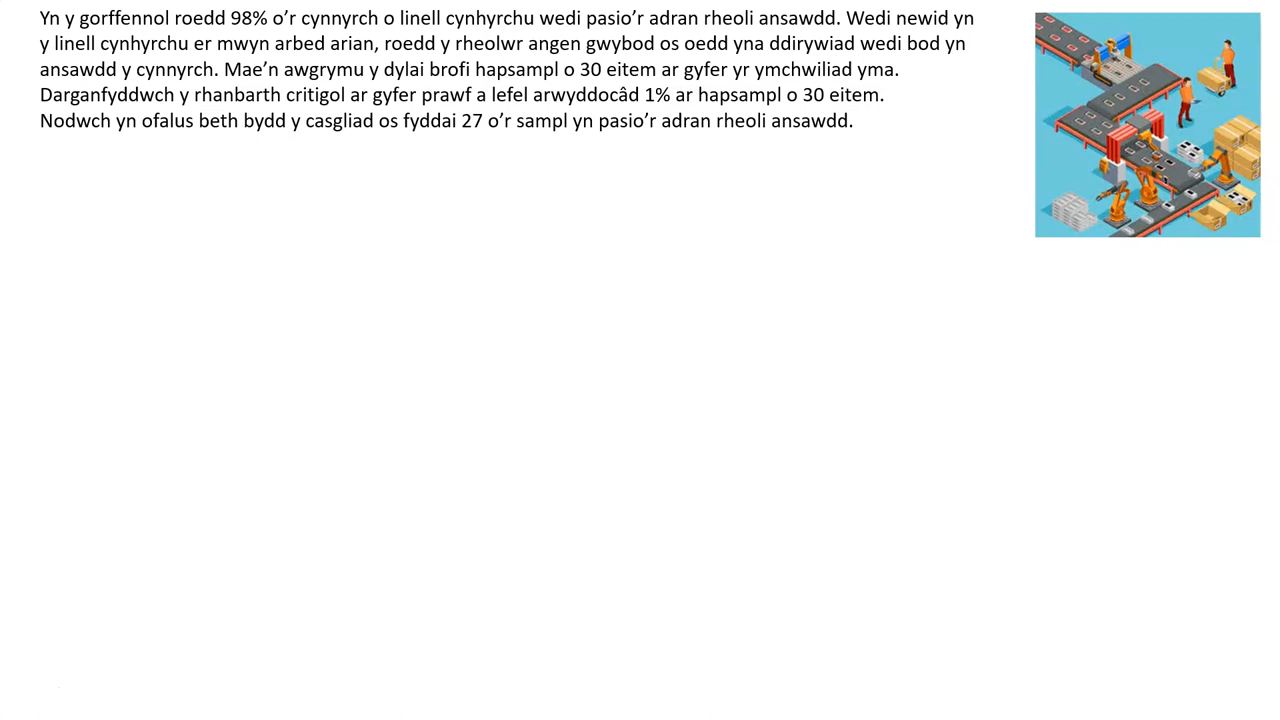 Yn y gorffennol roedd 98% o’r cynnyrch o linell cynhyrchu wedi pasio’r adran rheoli ansawdd. Wedi newid yn
y linell cynhyrchu er mwyn arbed arian, roedd y rheolwr angen gwybod os oedd yna ddirywiad wedi bod yn
ansawdd y cynnyrch. Mae’n awgrymu y dylai brofi hapsampl o 30 eitem ar gyfer yr ymchwiliad yma.
Darganfyddwch y rhanbarth critigol ar gyfer prawf a lefel arwyddocâd 1% ar hapsampl o 30 eitem.
Nodwch yn ofalus beth bydd y casgliad os fyddai 27 o’r sampl yn pasio’r adran rheoli ansawdd.